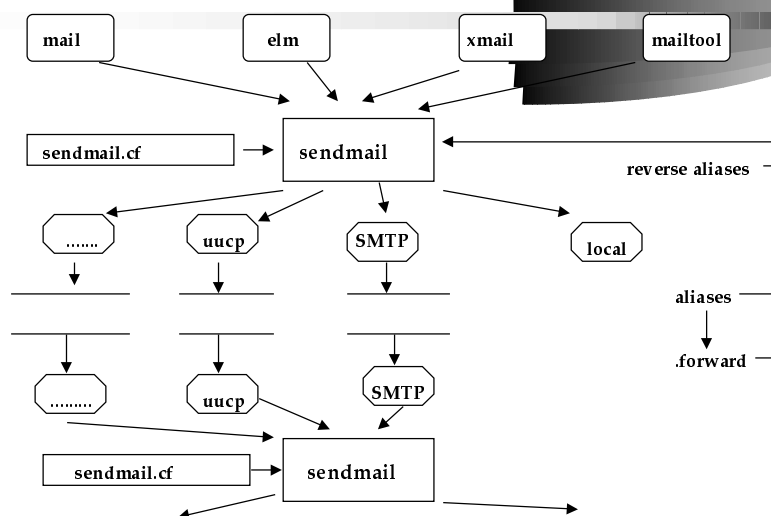 mail
elm
xmail
mailtool
sendmail.cf
sendmail
reverse aliases
.......
uucp
SMTP
local
aliases
.forward
.........
uucp
SMTP
sendmail.cf
sendmail